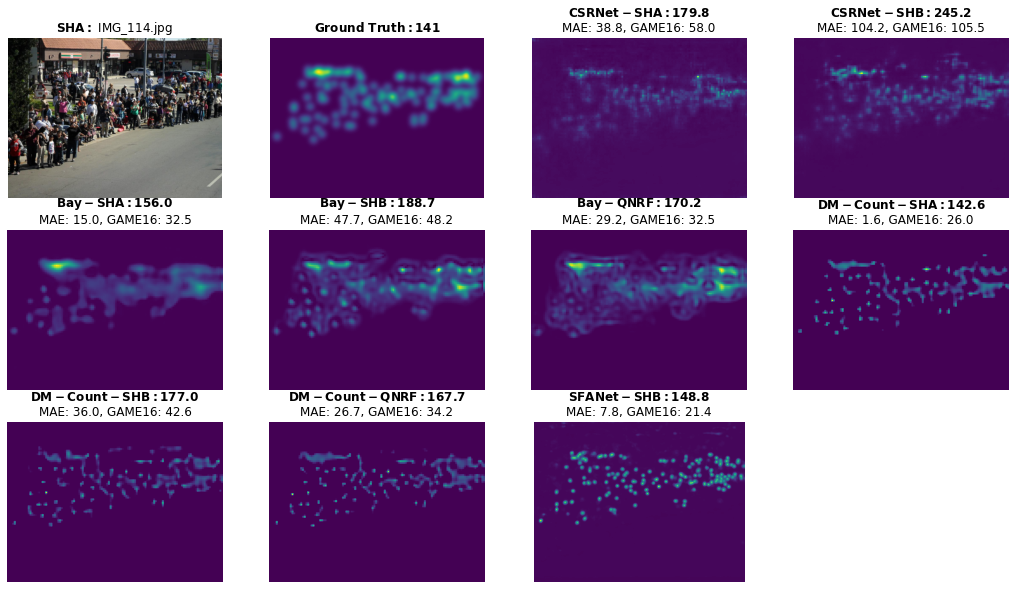 SHA: IMG_114.jpg
Ground Truth:141
CSRNet−SHA:179.8
MAE: 38.8, GAME16: 58.0
CSRNet−SHB:245.2
MAE: 104.2, GAME16: 105.5
Bay−SHA:156.0
MAE: 15.0, GAME16: 32.5
Bay−SHB:188.7
MAE: 47.7, GAME16: 48.2
Bay−QNRF:170.2
MAE: 29.2, GAME16: 32.5
DM−Count−SHA:142.6
MAE: 1.6, GAME16: 26.0
DM−Count−SHB:177.0
MAE: 36.0, GAME16: 42.6
DM−Count−QNRF:167.7
MAE: 26.7, GAME16: 34.2
SFANet−SHB:148.8
MAE: 7.8, GAME16: 21.4